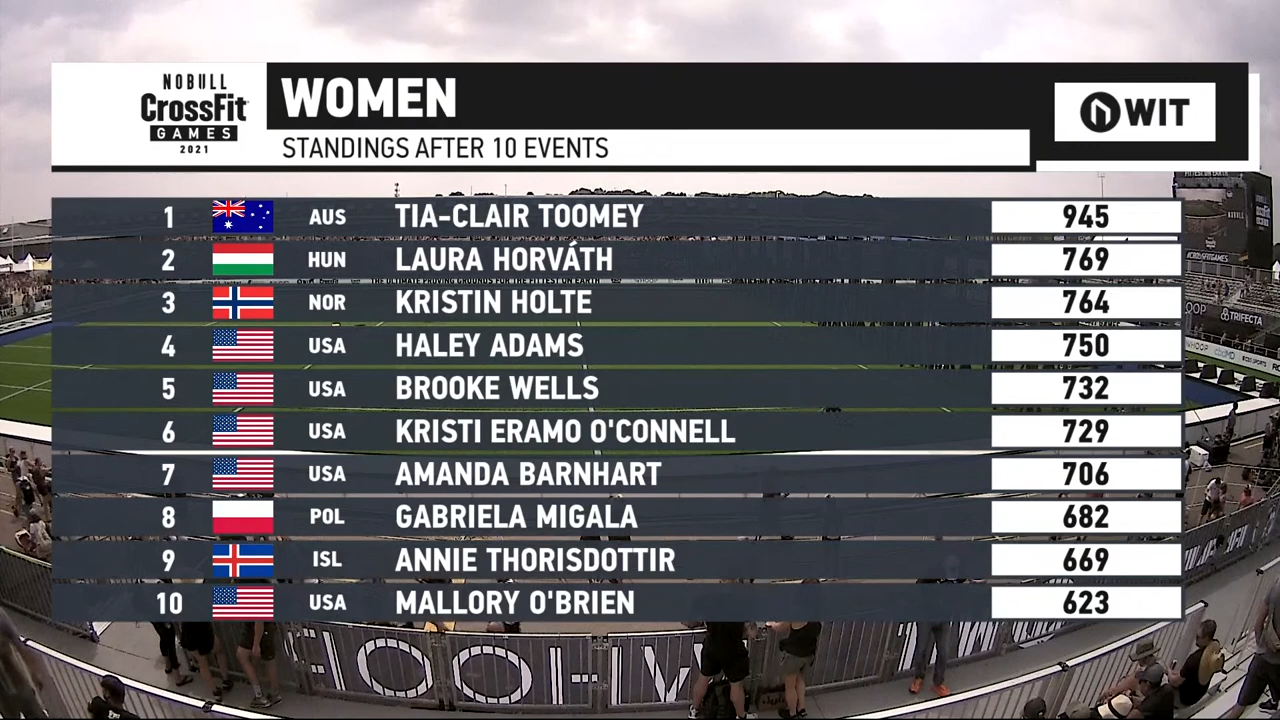 NOBULL
CrossFit
GAMES
2021
WOMEN
STANDINGS AFTER 10 EVENTS
WIT
1 AUS TIA-CLAIR TOOMEY 945
2 HUN LAURA HORVÁTH 769
3 NOR KRISTIN HOLTE 764
4 USA HALEY ADAMS 750
5 USA BROOKE WELLS 732
6 USA KRISTI ERAMO O'CONNELL 729
7 USA AMANDA BARNHART 706
8 POL GABRIELA MIGALA 682
9 ISL ANNIE THORISDOTTIR 669
10 USA MALLORY O'BRIEN 623
TRIFECTA
WHOOP